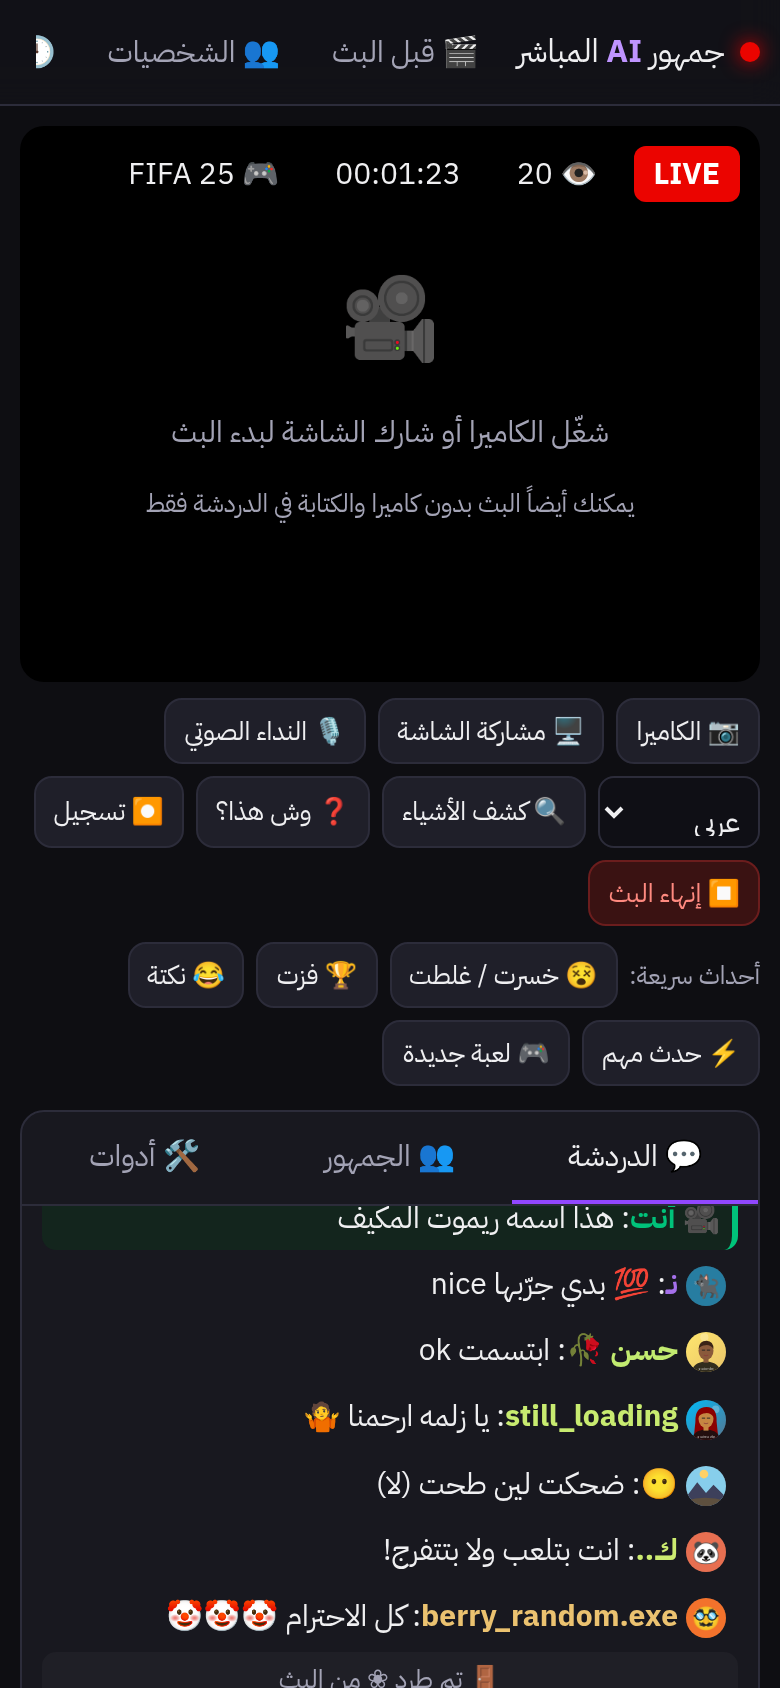 جمهور AI المباشر 🎬 قبل البث 👥 الشخصيات
LIVE 👁️ 20 00:01:23 🎮 FIFA 25
شغّل الكاميرا أو شارك الشاشة لبدء البث
يمكنك أيضاً البث بدون كاميرا والكتابة في الدردشة فقط
📷 الكاميرا 🖥️ مشاركة الشاشة 🎙️ النداء الصوتي
عربي 🔍 كشف الأشياء ❓ وش هذا؟ ⏺️ تسجيل
⏹️ إنهاء البث
أحداث سريعة: 😵 خسرت / غلطت 🏆 فزت 😂 نكتة
⚡ حدث مهم 🎮 لعبة جديدة
💬 الدردشة 👥 الجمهور 🛠️ أدوات
🎥 أنت: هذا اسمه ريموت المكيف
نـ: 💯 بدي جرّبها nice
حسن 🥀: ابتسمت ok
still_loading: يا زلمه ارحمنا 🤷
😶: ضحكت لين طحت (لا)
ك..: انت بتلعب ولا بتتفرج!
berry_random.exe: كل الاحترام 🤡🤡🤡
🚪 تم طرد ❀ من البث